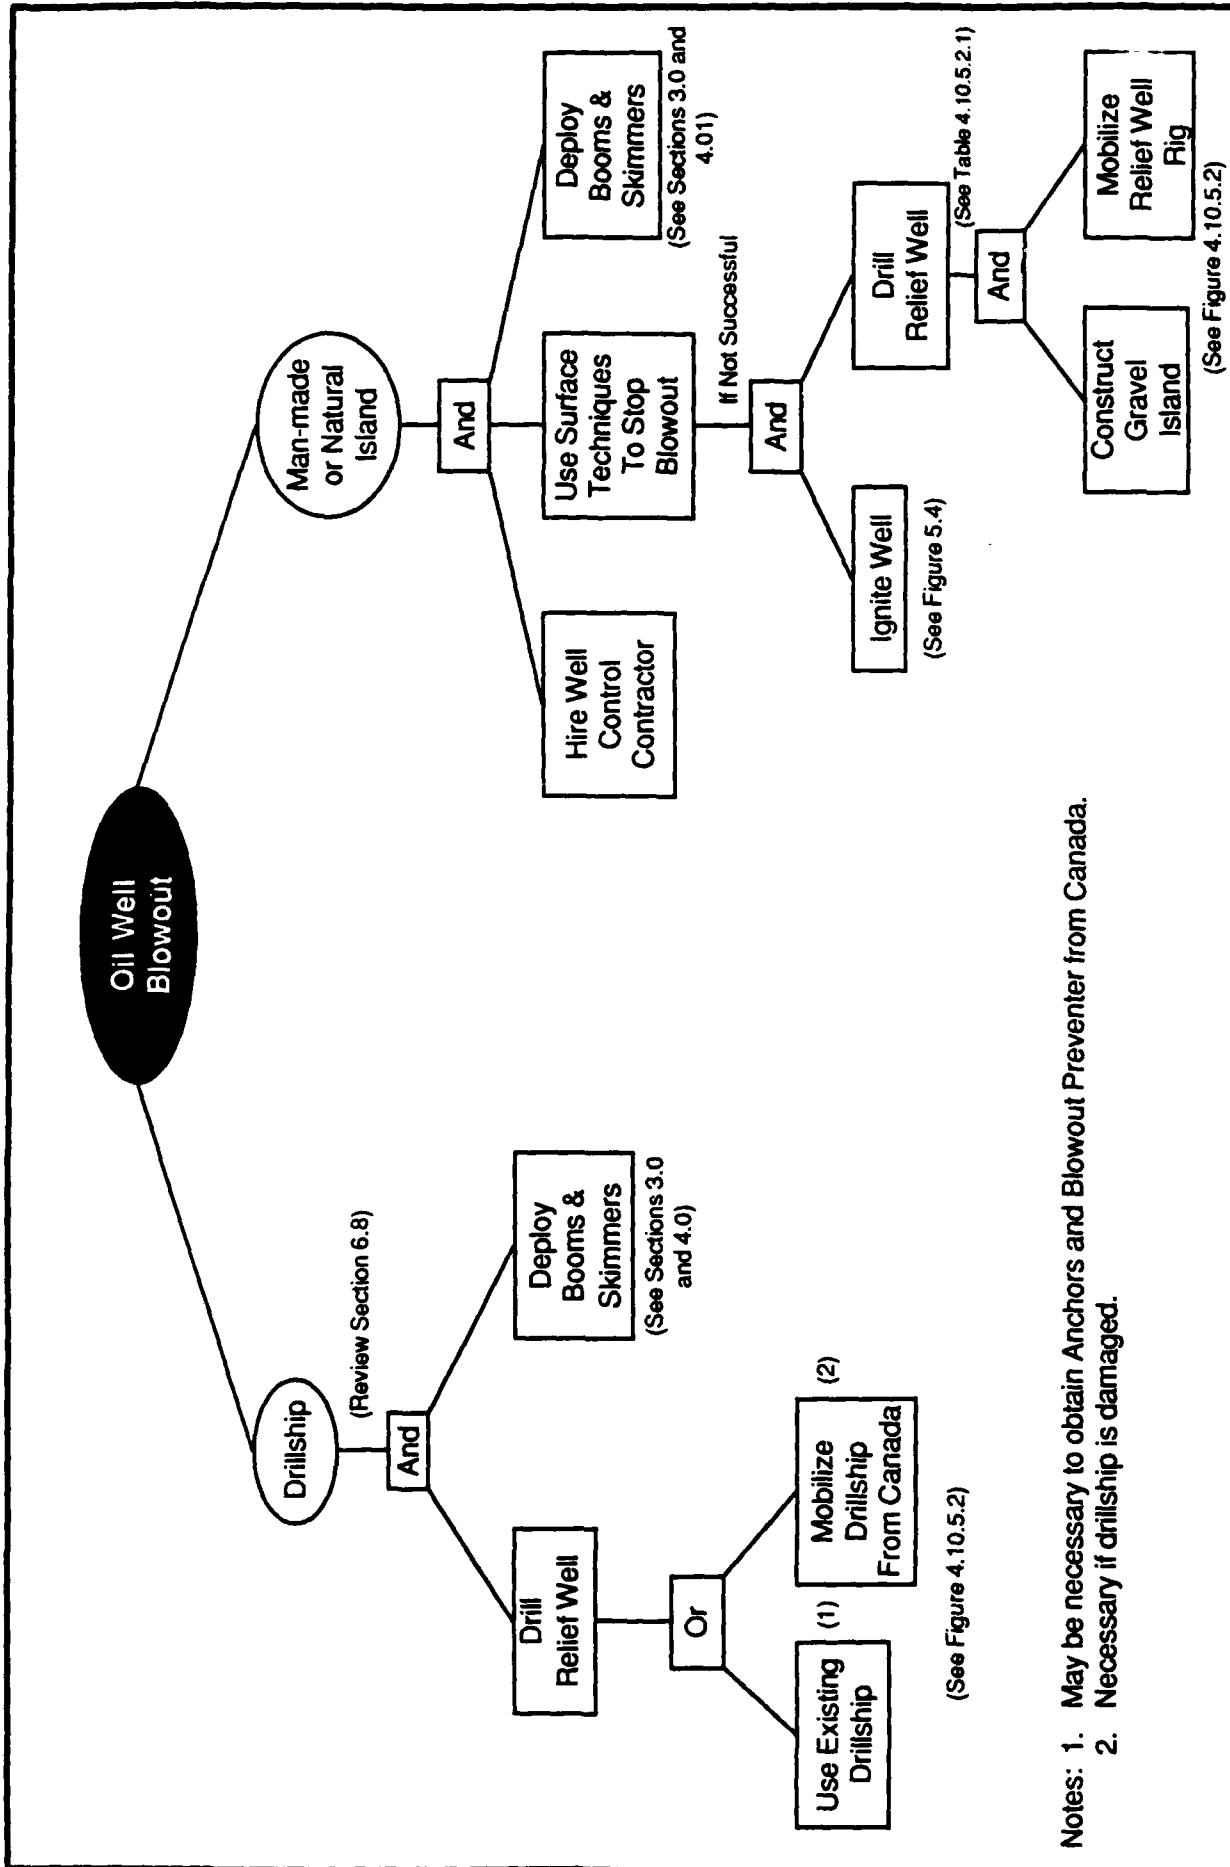 Oil Well
Blowout
Drillship
(Review Section 6.8)
And
Drill
Relief Well
Deploy
Booms &
Skimmers
(See Sections 3.0
and 4.0)
Or
Use Existing
Drillship
(1)
Mobilize
Drillship
From Canada
(2)
(See Figure 4.10.5.2)
Man-made
or Natural
Island
And
Hire Well
Control
Contractor
Use Surface
Techniques
To Stop
Blowout
Deploy
Booms &
Skimmers
(See Sections 3.0 and
4.01)
If Not Successful
And
Ignite Well
(See Figure 5.4)
Drill
Relief Well
(See Table 4.10.5.2.1)
And
Construct
Gravel
Island
Mobilize
Relief Well
Rig
(See Figure 4.10.5.2)
Notes: 1. May be necessary to obtain Anchors and Blowout Preventer from Canada.
2. Necessary if drillship is damaged.